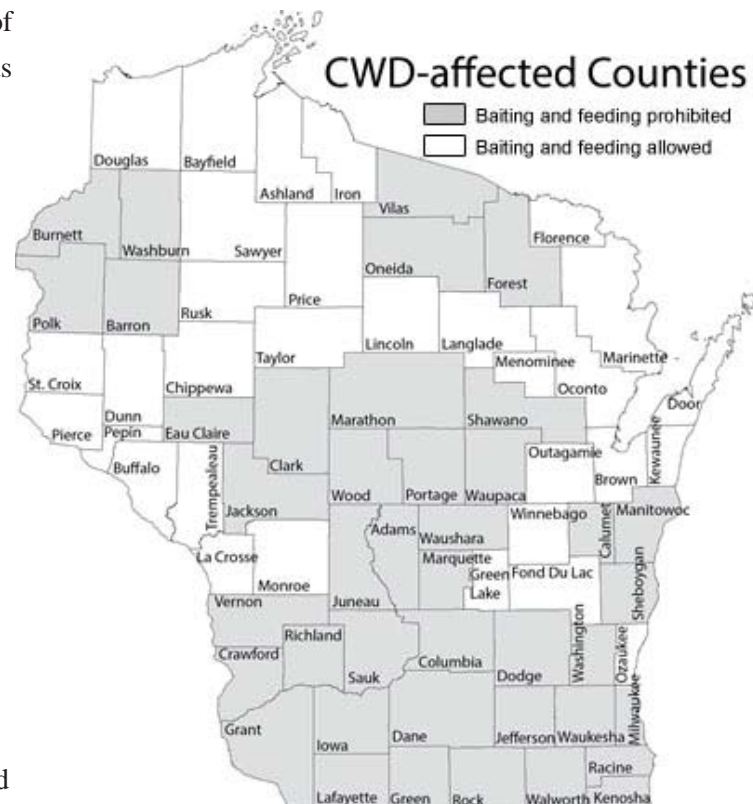 of
s
CWD-affected Counties
Baiting and feeding prohibited
Baiting and feeding allowed
Douglas
Bayfield
Ashland
Iron
Vilas
Burnett
Washburn
Sawyer
Florence
Oneida
Forest
Price
Polk
Barron
Rusk
Lincoln
Langlade
Taylor
Menominee
Marinette
St. Croix
Chippewa
Oconto
Door
Dunn
Pierce
Pepin
Eau Claire
Marathon
Shawano
Kewaunee
Buffalo
Trempealeau
Clark
Outagamie
Brown
Jackson
Wood
Portage
Waupaca
Winnebago
Calumet
Manitowoc
Adams
Waushara
La Crosse
Monroe
Marquette
Green
Lake
Fond Du Lac
Sheboygan
Vernon
Juneau
Richland
Crawford
Sauk
Columbia
Dodge
Washington
Ozaukee
Milwaukee
Grant
Iowa
Dane
Jefferson
Waukesha
Racine
Lafayette
Green
Rock
Walworth
Kenosha
d